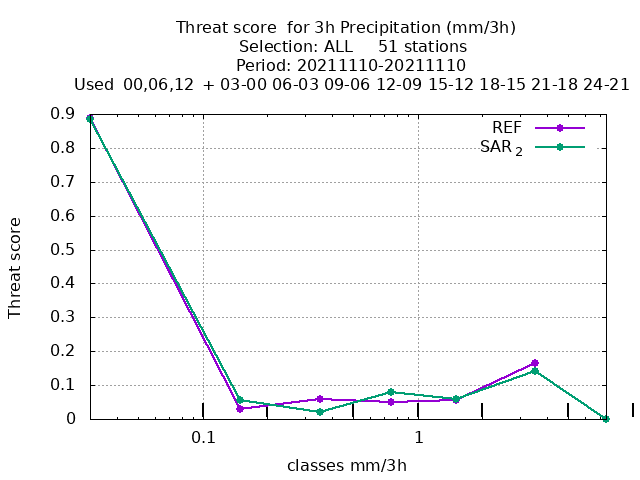 Threat score  for 3h Precipitation (mm/3h)
Selection: ALL     51 stations
Period: 20211110-20211110
Used  00,06,12  + 03-00 06-03 09-06 12-09 15-12 18-15 21-18 24-21
REF
SAR 2
0.9
0.8
0.7
0.6
0.5
0.4
0.3
0.2
0.1
0
Threat score
0.1
1
classes mm/3h